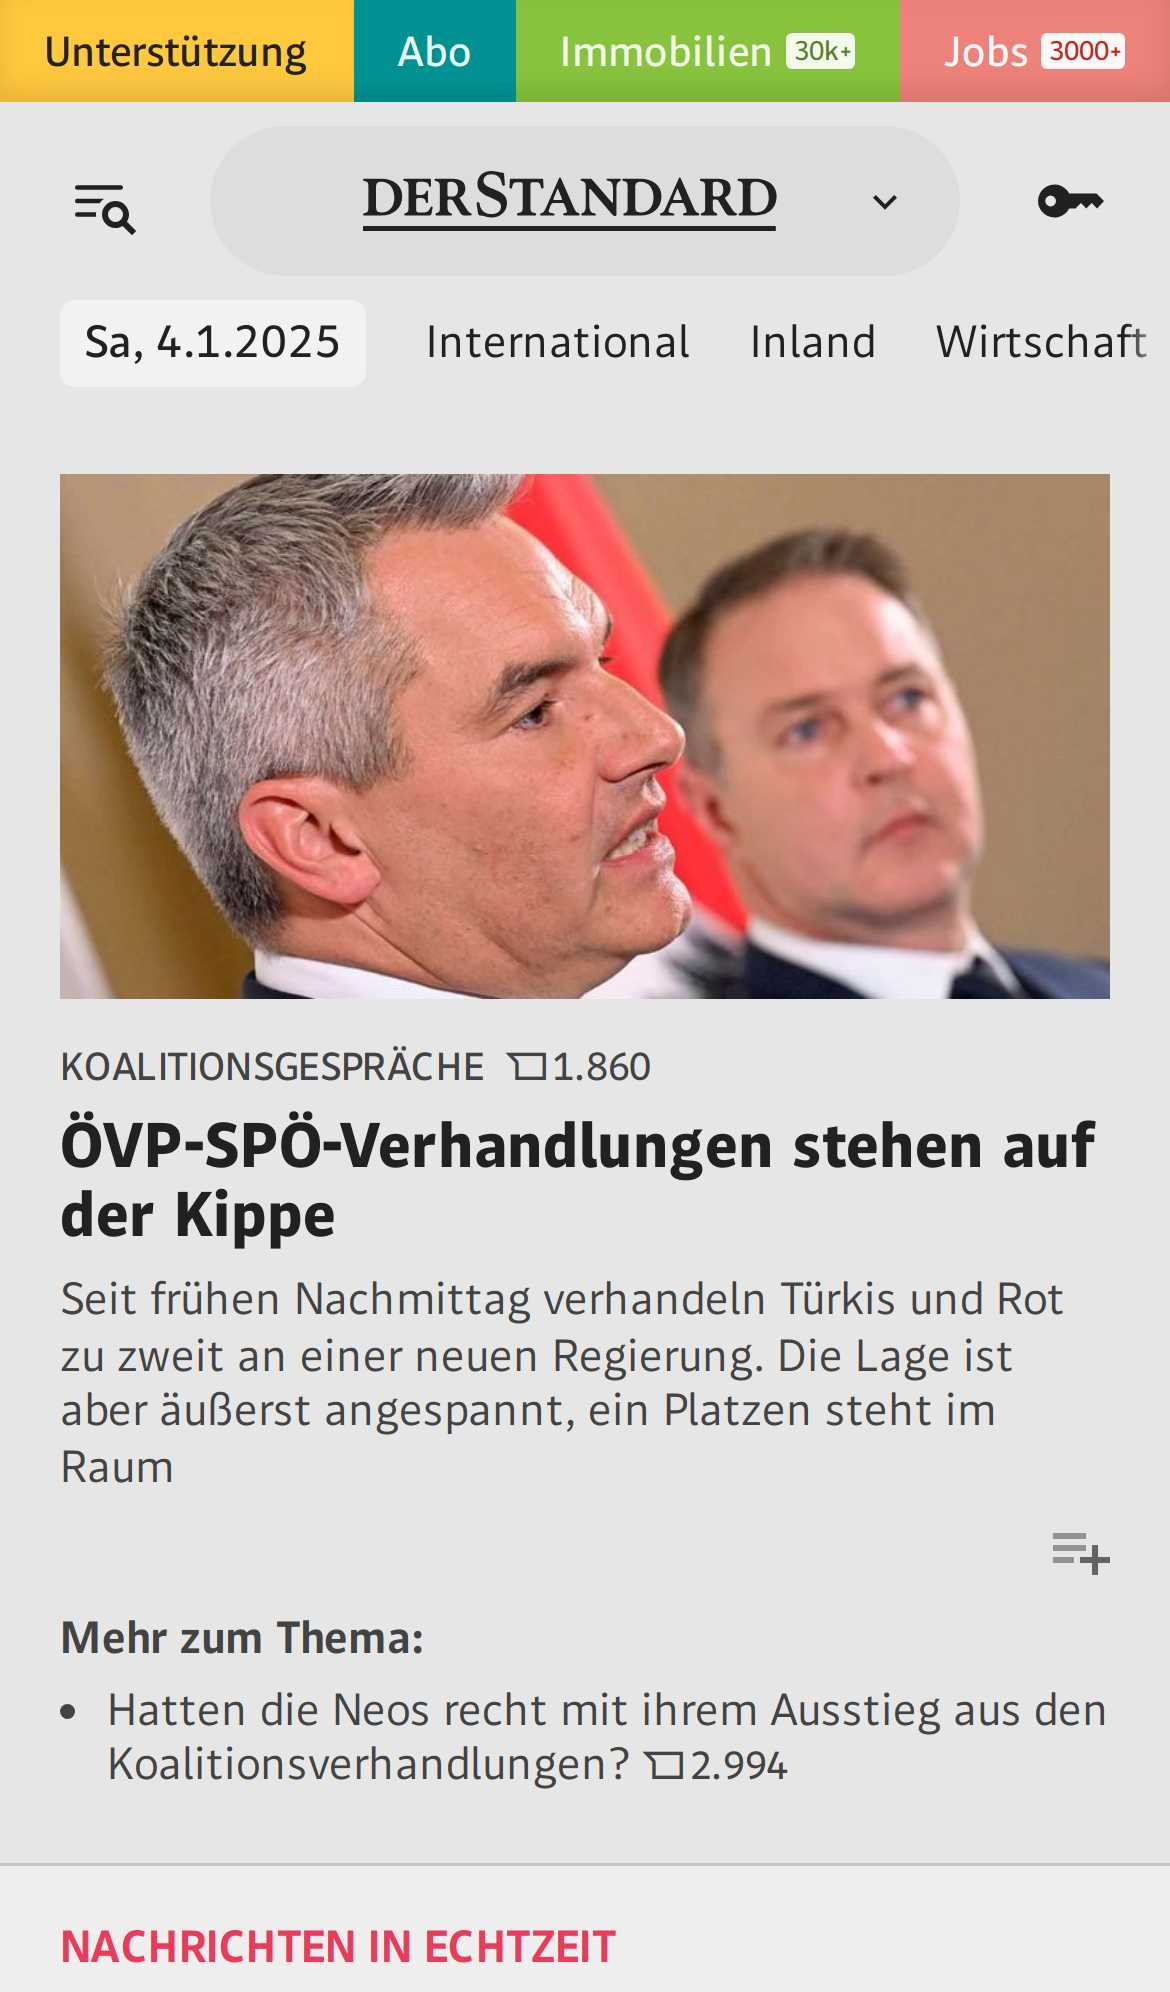 Unterstützung Abo Immobilien 30k+ Jobs 3000+
DERSTANDARD
Sa, 4.1.2025 International Inland Wirtschaft
KOALITIONSGESPRÄCHE 1.860
ÖVP-SPÖ-Verhandlungen stehen auf
der Kippe
Seit frühen Nachmittag verhandeln Türkis und Rot
zu zweit an einer neuen Regierung. Die Lage ist
aber äußerst angespannt, ein Platzen steht im
Raum
Mehr zum Thema:
• Hatten die Neos recht mit ihrem Ausstieg aus den
Koalitionsverhandlungen? 2.994
NACHRICHTEN IN ECHTZEIT